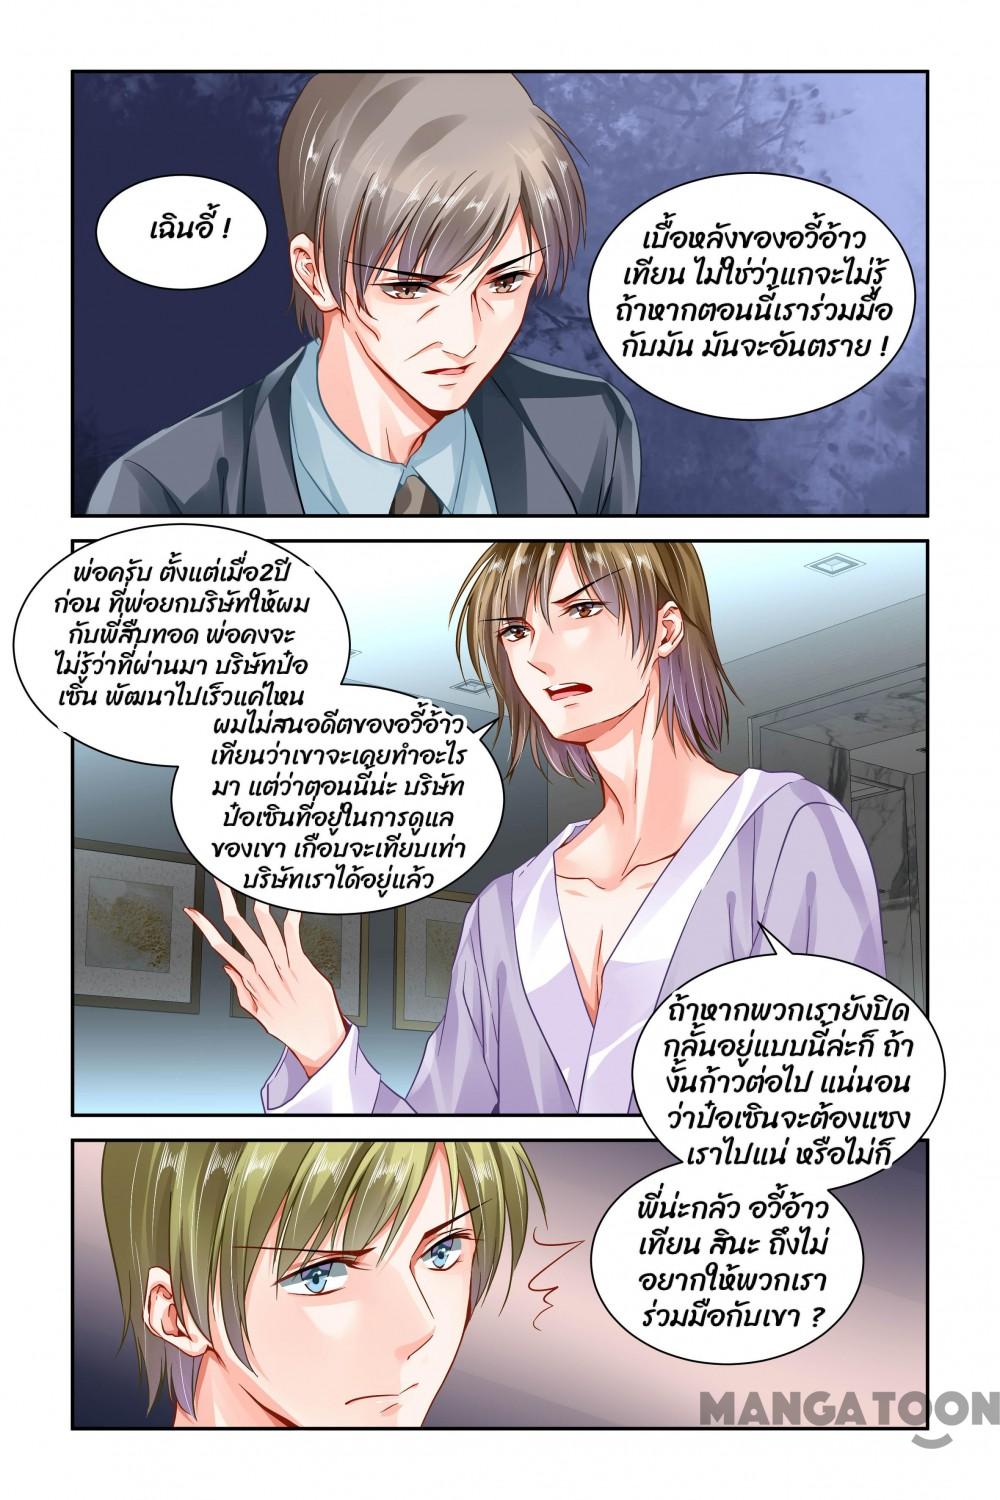 เฉินอี้ !
เบื้อหลังของอวี้อ้าว
เทียน ไม่ใช่ว่าแกจะไม่รู้
ถ้าหากตอนนี้เราร่วมมือ
กับมัน มันจะอันตราย !
พ่อครับ ตั้งแต่เมื่อ2ปี
ก่อน ที่พ่อยกบริษัทให้ผม
กับพี่สืบทอด พ่อคงจะ
ไม่รู้ว่าที่ผ่านมา บริษัทป๋อ
เซิน พัฒนาไปเร็วแค่ไหน
ผมไม่สนอดีตของอวี้อ้าว
เทียนว่าเขาจะเคยทำอะไร
มา แต่ว่าตอนนี้น่ะ บริษัท
ป๋อเซินที่อยู่ในการดูแล
ของเขา เกือบจะเทียบเท่า
บริษัทเราได้อยู่แล้ว
ถ้าหากพวกเรายังปิด
กลั้นอยู่แบบนี้ล่ะก็ ถ้า
งั้นก้าวต่อไป แน่นอน
ว่าป๋อเซินจะต้องแซง
เราไปแน่ หรือไม่ก็
พี่น่ะกลัว อวี้อ้าว
เทียน สินะ ถึงไม่
อยากให้พวกเรา
ร่วมมือกับเขา ?
MANGATOON